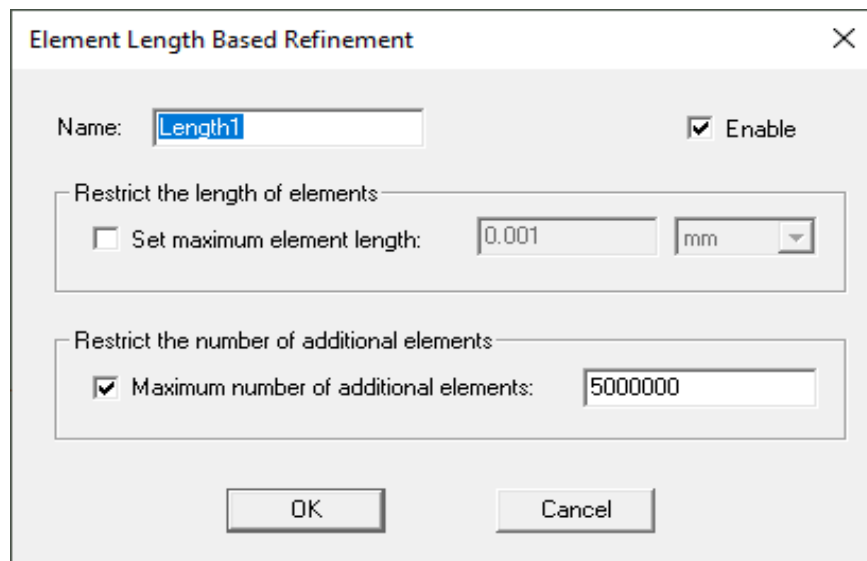 Element Length Based Refinement
Name: Length1 Enable
Restrict the length of elements
Set maximum element length: 0.001 mm
Restrict the number of additional elements
Maximum number of additional elements: 5000000
OK Cancel